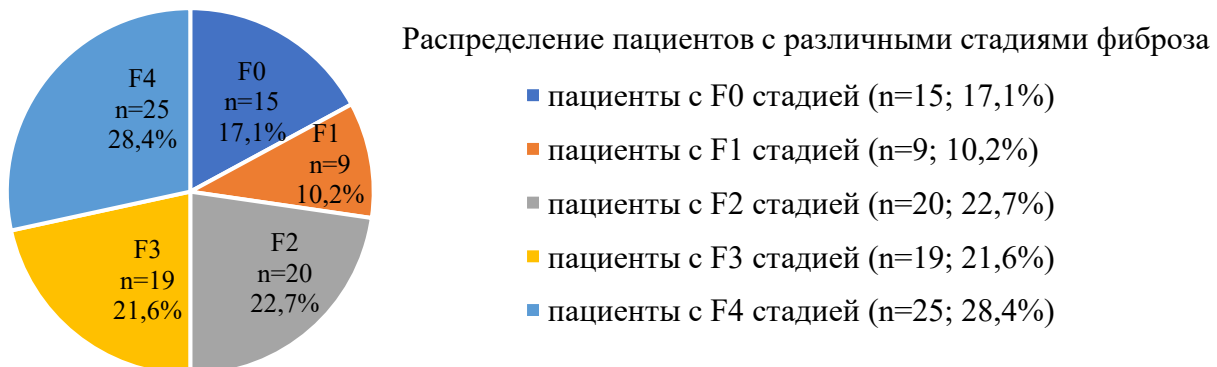 Распределение пациентов с различными стадиями фиброза
F4
n=25
28,4%
F0
n=15
17,1%
F1
n=9
10,2%
F3
n=19
21,6%
F2
n=20
22,7%
пациенты с F0 стадией (n=15; 17,1%)
пациенты с F1 стадией (n=9; 10,2%)
пациенты с F2 стадией (n=20; 22,7%)
пациенты с F3 стадией (n=19; 21,6%)
пациенты с F4 стадией (n=25; 28,4%)